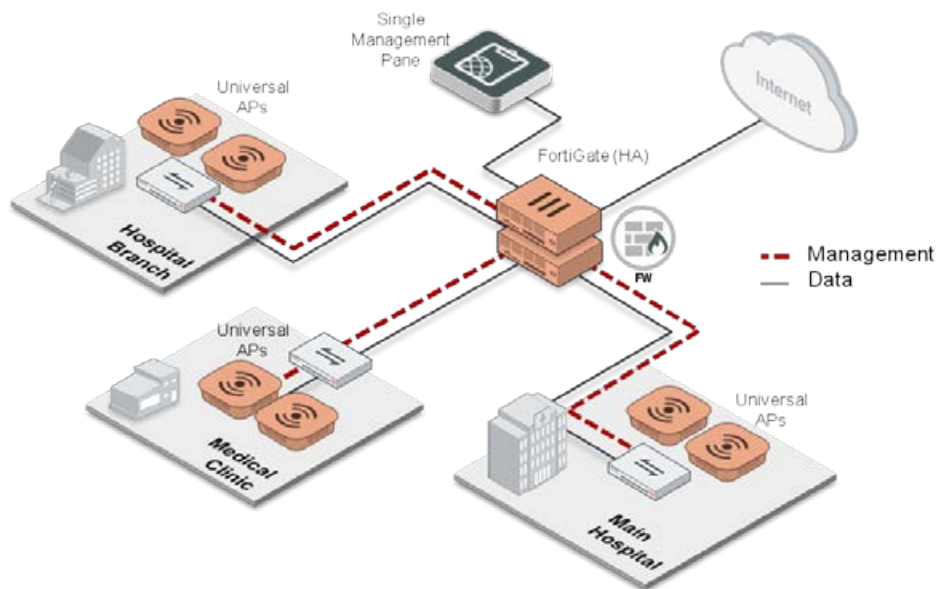 Single
Management
Pane
Internet
Universal
APs
FortiGate (HA)
FW
Management
Data
Hospital
Branch
Universal
APs
Medical
Clinic
Universal
APs
Main
Hospital